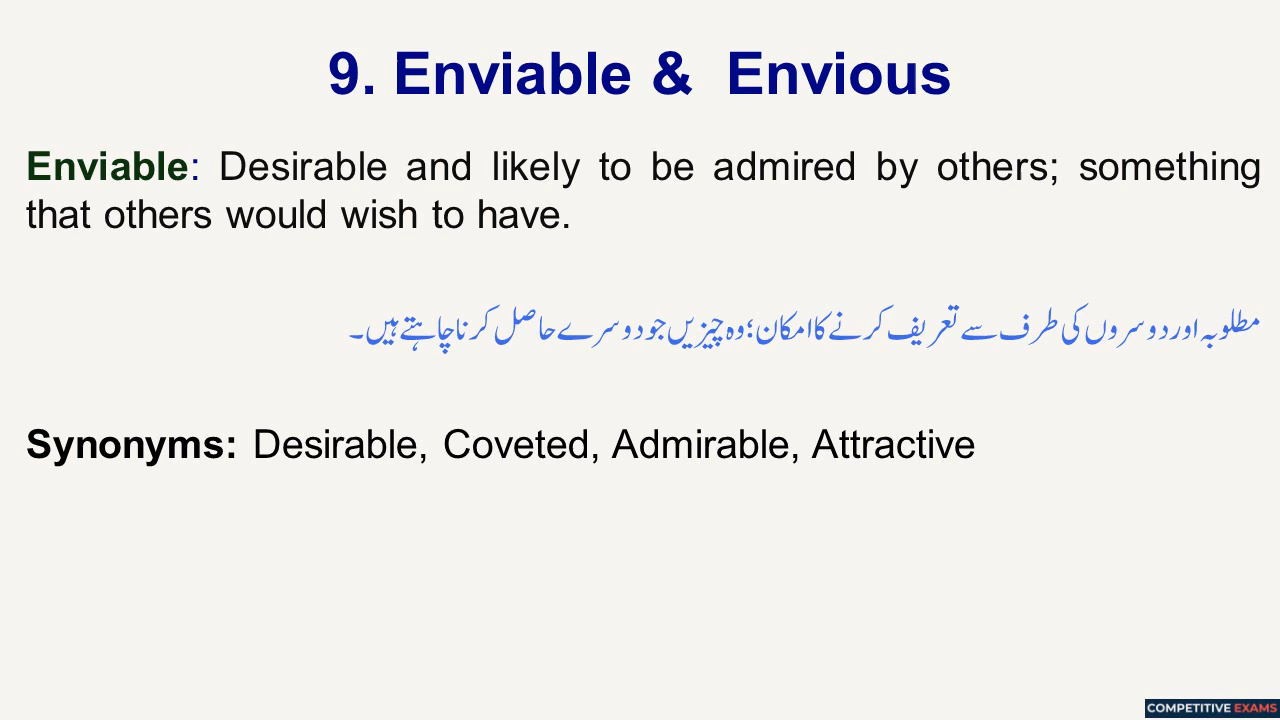 9. Enviable & Envious
Enviable: Desirable and likely to be admired by others; something
that others would wish to have.
مطلوبہ اور دوسروں کی طرف سے تعریف کرنے کا امکان؛ وہ چیزیں جو دوسرے حاصل کرنا چاہتے ہیں۔
Synonyms: Desirable, Coveted, Admirable, Attractive
COMPETITIVE EXAMS